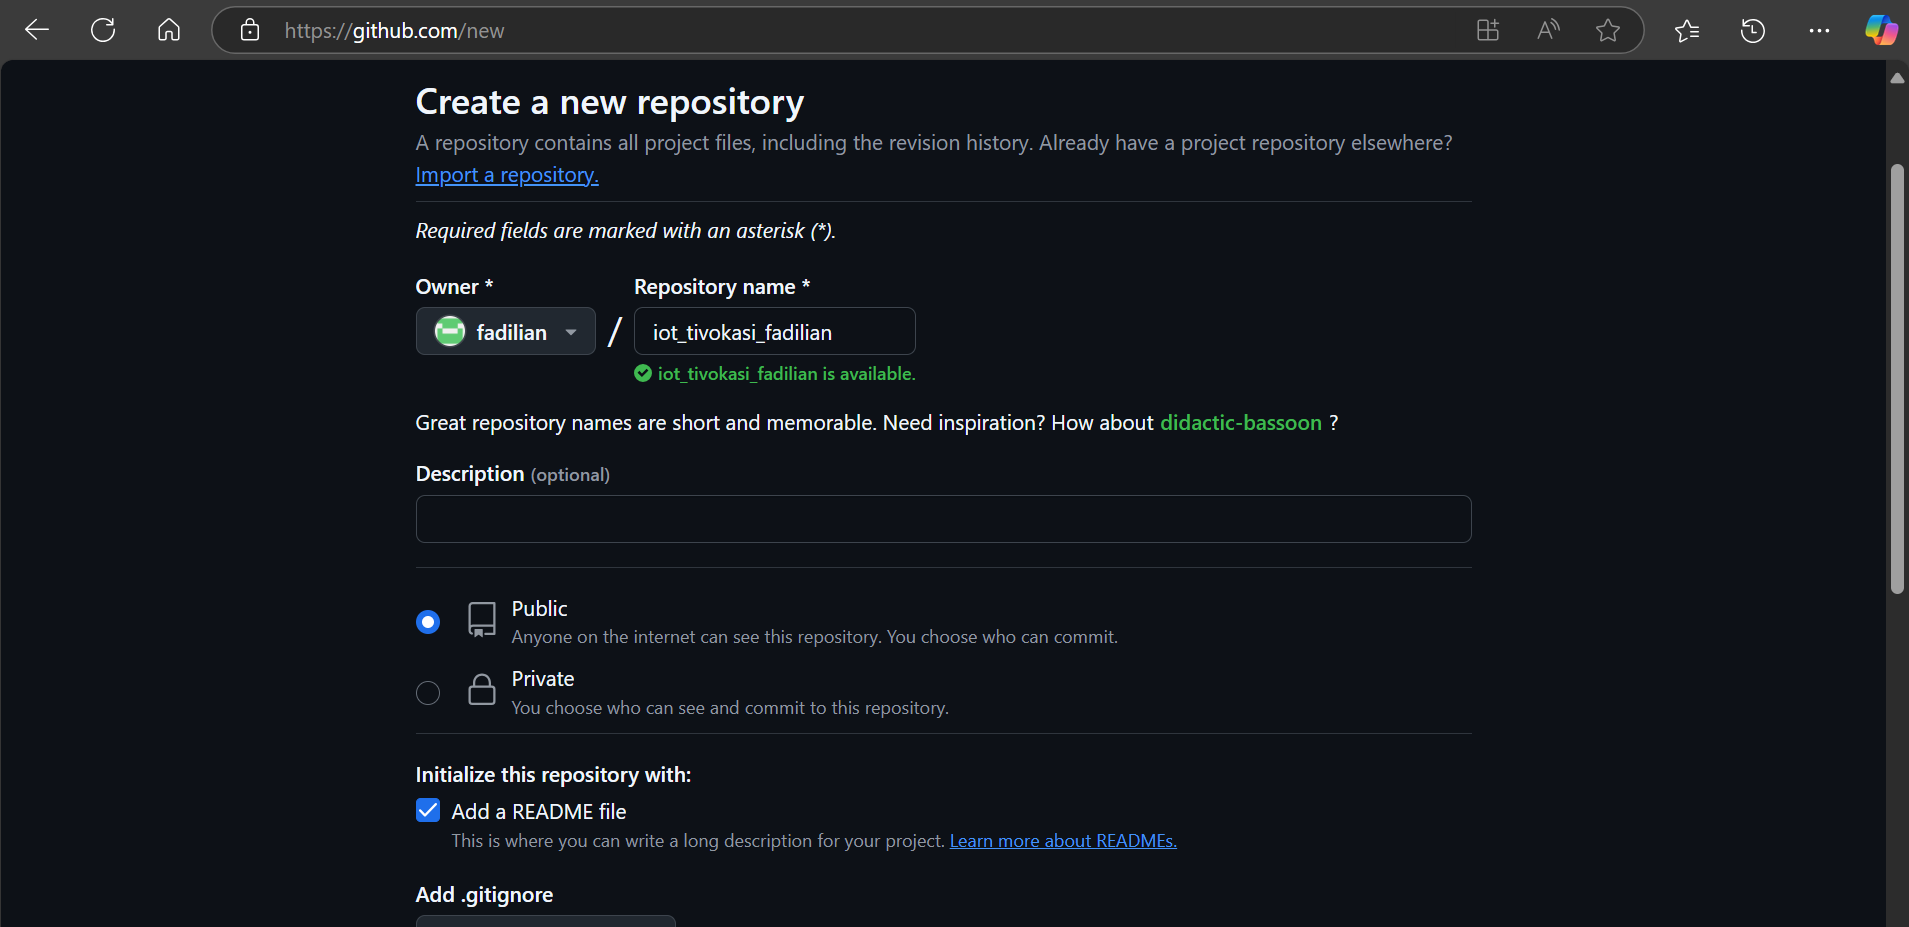 https://github.com/new
Create a new repository
A repository contains all project files, including the revision history. Already have a project repository elsewhere?
Import a repository.
Required fields are marked with an asterisk (*).
Owner * Repository name *
fadilian / iot_tivokasi_fadilian
iot_tivokasi_fadilian is available.
Great repository names are short and memorable. Need inspiration? How about didactic-bassoon ?
Description (optional)
Public
Anyone on the internet can see this repository. You choose who can commit.
Private
You choose who can see and commit to this repository.
Initialize this repository with:
Add a README file
This is where you can write a long description for your project. Learn more about READMEs.
Add .gitignore